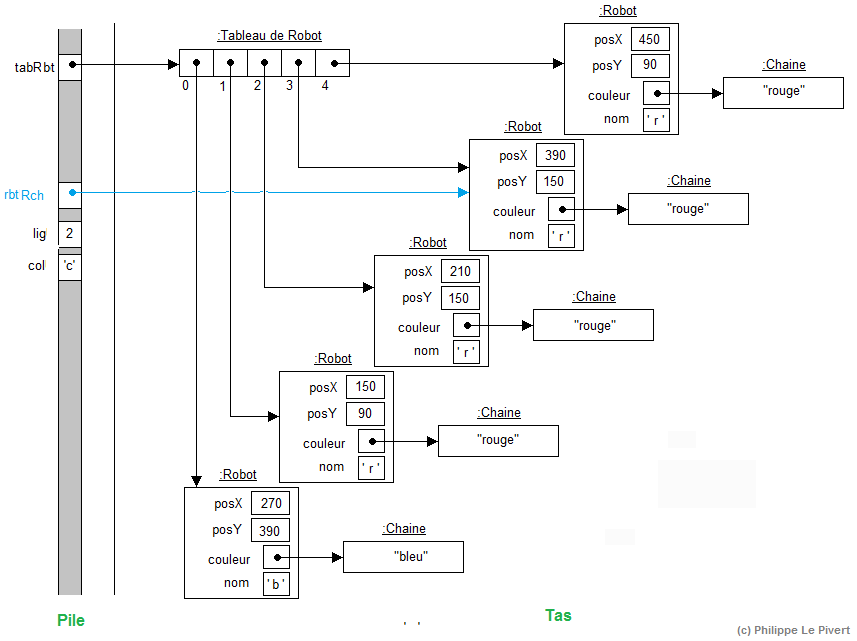 :Robot
:Tableau de Robot
posX 450
posY 90
tabRbt
:Chaine
couleur "rouge"
nom ' r '
0 1 2 3 4
:Robot
posX 390
posY 150
:Chaine
rbtRch
couleur "rouge"
nom ' r '
lig 2
:Robot
col 'c'
posX 210
posY 150
:Chaine
couleur "rouge"
nom ' r '
:Robot
posX 150
posY 90
:Chaine
couleur "rouge"
nom ' r '
:Robot
posX 270
posY 390
:Chaine
couleur "bleu"
nom ' b '
Pile
Tas
(c) Philippe Le Pivert